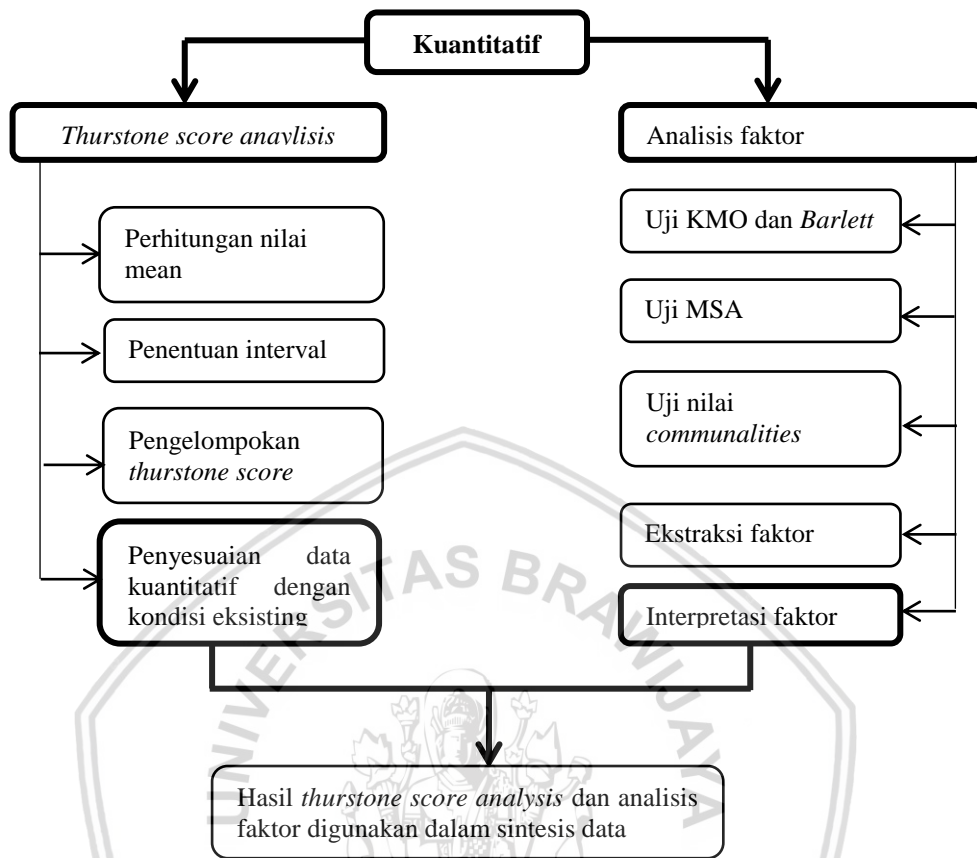 Kuantitatif
Thurstone score anavlisis
Perhitungan nilai
mean
Penentuan interval
Pengelompokan
thurstone score
Penyesuaian data
kuantitatif dengan
kondisi eksisting
Analisis faktor
Uji KMO dan Barlett
Uji MSA
Uji nilai
communalities
Ekstraksi faktor
Interpretasi faktor
Hasil thurstone score analysis dan analisis
faktor digunakan dalam sintesis data
UNIVERSITAS BRAWIJAYA